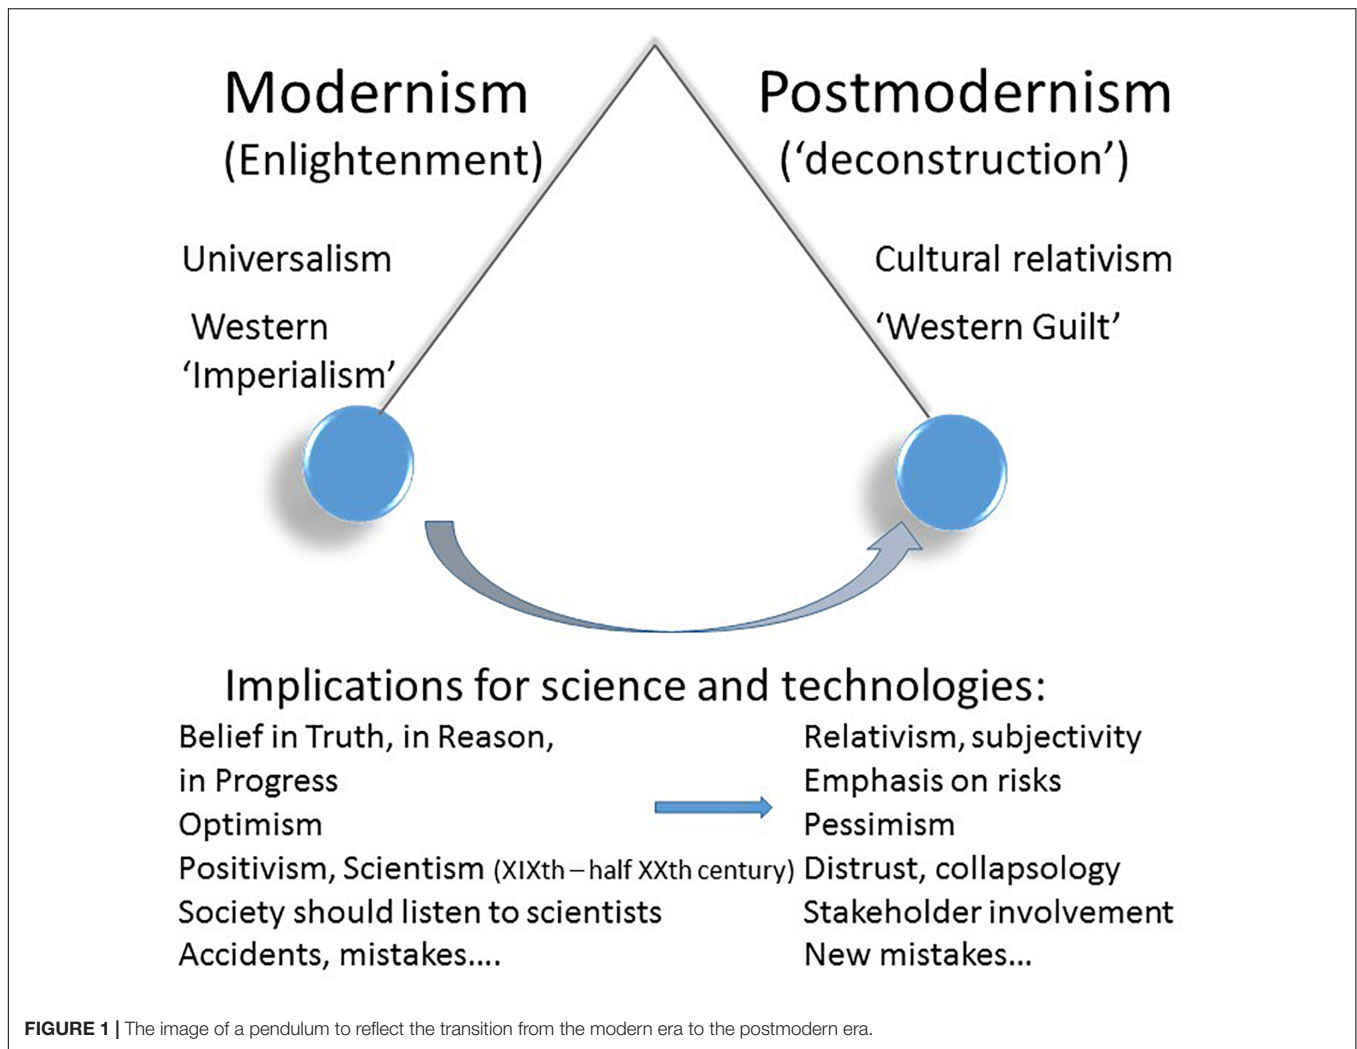 Modernism
(Enlightenment)
Universalism
Western
‘Imperialism’
Postmodernism
(‘deconstruction’)
Cultural relativism
‘Western Guilt’
Implications for science and technologies:
Belief in Truth, in Reason,
in Progress
Optimism
Positivism, Scientism (XIXth – half XXth century)
Society should listen to scientists
Accidents, mistakes....
Relativism, subjectivity
Emphasis on risks
Pessimism
Distrust, collapsology
Stakeholder involvement
New mistakes...
FIGURE 1 | The image of a pendulum to reflect the transition from the modern era to the postmodern era.